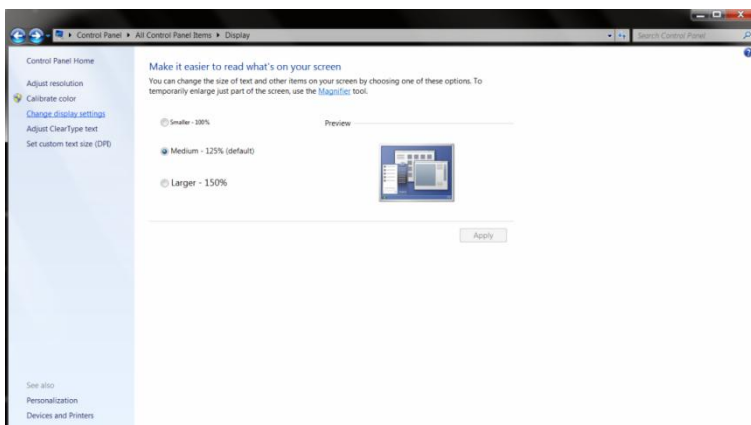 Control Panel ▸ All Control Panel Items ▸ Display
Search Control Panel
Control Panel Home
Adjust resolution
Calibrate color
Change display settings
Adjust ClearType text
Set custom text size (DPI)
See also
Personalization
Devices and Printers
Make it easier to read what's on your screen
You can change the size of text and other items on your screen by choosing one of these options. To
temporarily enlarge just part of the screen, use the Magnifier tool.
Smaller - 100%
Preview
Medium - 125% (default)
Larger - 150%
Apply